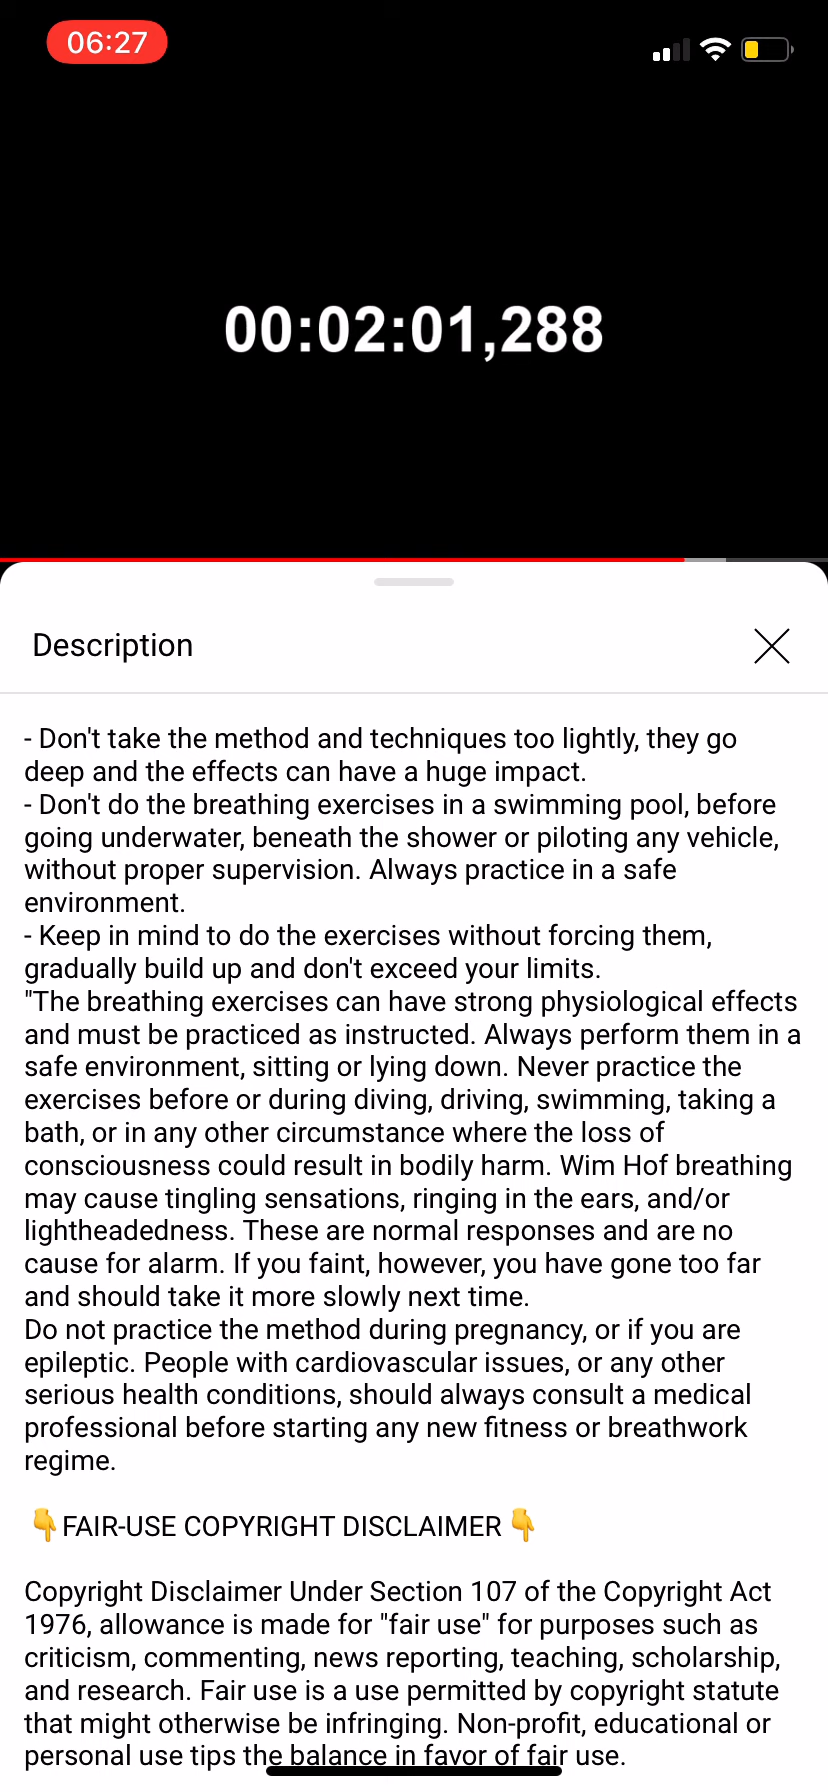 06:27
00:02:01,288
Description
- Don't take the method and techniques too lightly, they go
deep and the effects can have a huge impact.
- Don't do the breathing exercises in a swimming pool, before
going underwater, beneath the shower or piloting any vehicle,
without proper supervision. Always practice in a safe
environment.
- Keep in mind to do the exercises without forcing them,
gradually build up and don't exceed your limits.
"The breathing exercises can have strong physiological effects
and must be practiced as instructed. Always perform them in a
safe environment, sitting or lying down. Never practice the
exercises before or during diving, driving, swimming, taking a
bath, or in any other circumstance where the loss of
consciousness could result in bodily harm. Wim Hof breathing
may cause tingling sensations, ringing in the ears, and/or
lightheadedness. These are normal responses and are no
cause for alarm. If you faint, however, you have gone too far
and should take it more slowly next time.
Do not practice the method during pregnancy, or if you are
epileptic. People with cardiovascular issues, or any other
serious health conditions, should always consult a medical
professional before starting any new fitness or breathwork
regime.
👇FAIR-USE COPYRIGHT DISCLAIMER👇
Copyright Disclaimer Under Section 107 of the Copyright Act
1976, allowance is made for "fair use" for purposes such as
criticism, commenting, news reporting, teaching, scholarship,
and research. Fair use is a use permitted by copyright statute
that might otherwise be infringing. Non-profit, educational or
personal use tips the balance in favor of fair use.